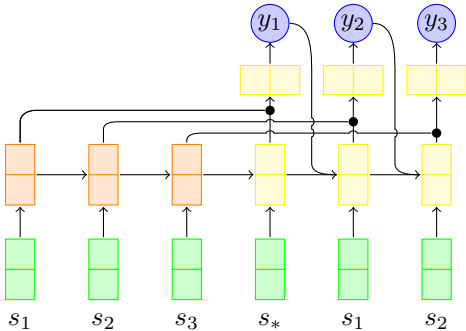 y₁ y₂ y₃
s₁ s₂ s₃ s* s₁ s₂